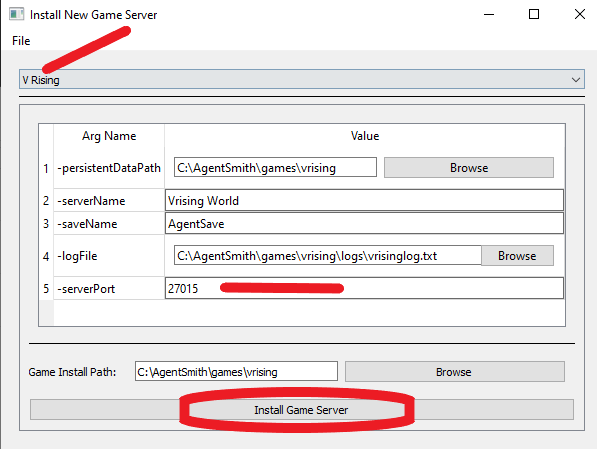 Install New Game Server
File
V Rising
Arg Name Value
1 -persistentDataPath C:\AgentSmith\games\vrising Browse
2 -serverName Vrising World
3 -saveName AgentSave
4 -logFile C:\AgentSmith\games\vrising\logs\vrisinglog.txt Browse
5 -serverPort 27015
Game Install Path: C:\AgentSmith\games\vrising Browse
Install Game Server